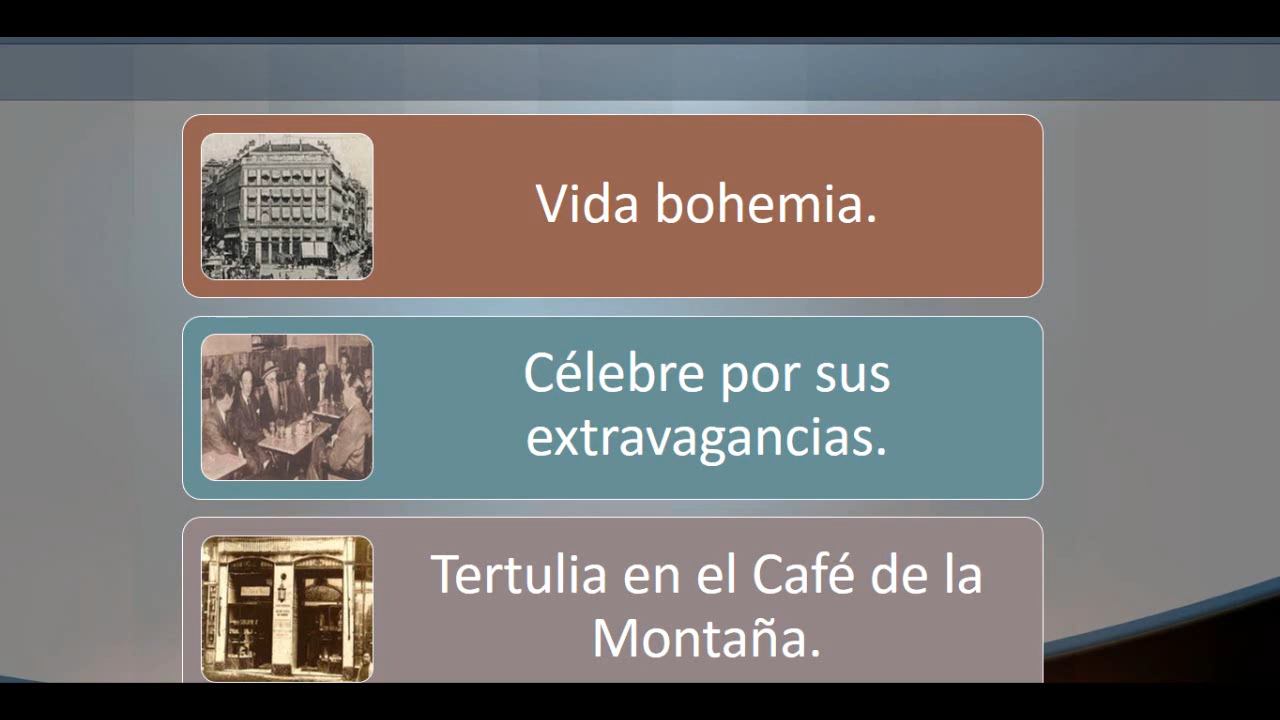 Vida bohemia.
Célebre por sus
extravagancias.
Tertulia en el Café de la
Montaña.